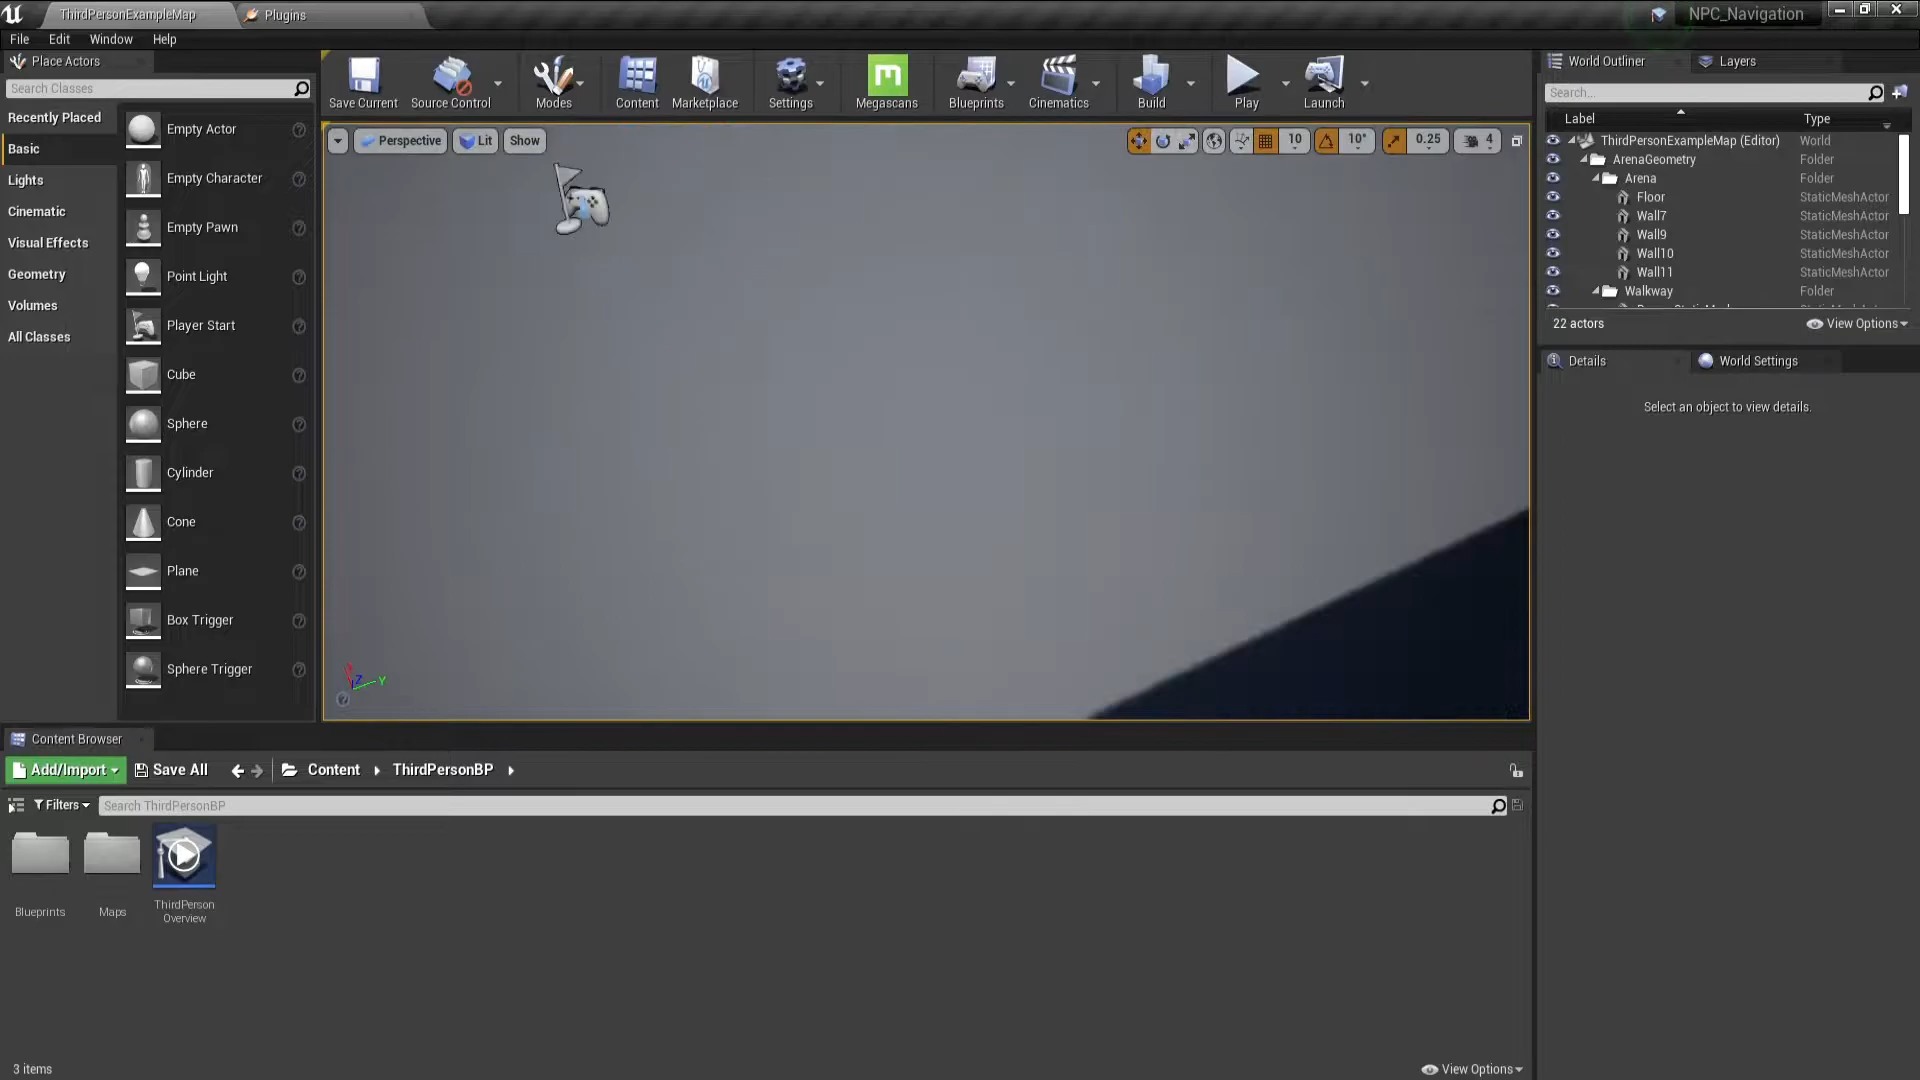 ThirdPersonExampleMap
Plugins
NPC_Navigation
File Edit Window Help
Place Actors
Search Classes
Recently Placed
Basic
Lights
Cinematic
Visual Effects
Geometry
Volumes
All Classes
Empty Actor
Empty Character
Empty Pawn
Point Light
Player Start
Cube
Sphere
Cylinder
Cone
Plane
Box Trigger
Sphere Trigger
Save Current
Source Control
Modes
Content
Marketplace
Settings
Megascans
Blueprints
Cinematics
Build
Play
Launch
Perspective
Lit
Show
10
10°
0.25
4
X
Z
Y
World Outliner
Layers
Search...
Label Type
ThirdPersonExampleMap (Editor) World
ArenaGeometry Folder
Arena Folder
Floor StaticMeshActor
Wall7 StaticMeshActor
Wall9 StaticMeshActor
Wall10 StaticMeshActor
Wall11 StaticMeshActor
Walkway Folder
22 actors
View Options
Details
World Settings
Select an object to view details.
Content Browser
Add/Import
Save All
Content
ThirdPersonBP
Filters
Search ThirdPersonBP
Blueprints
Maps
ThirdPerson
Overview
3 items
View Options